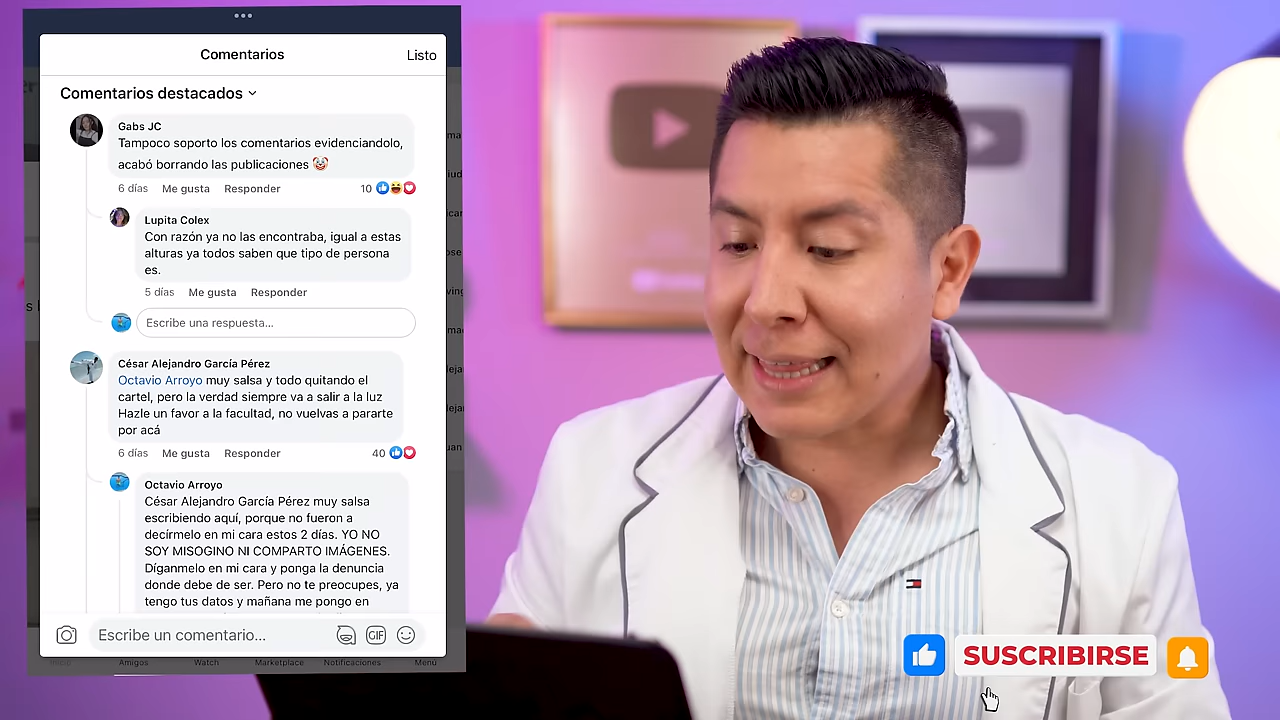 Comentarios
Listo
Comentarios destacados
Gabs JC
Tampoco soporto los comentarios evidenciandolo,
acabó borrando las publicaciones 🤡
6 días Me gusta Responder 10
Lupita Colex
Con razón ya no las encontraba, igual a estas
alturas ya todos saben que tipo de persona
es.
5 días Me gusta Responder
Escribe una respuesta...
César Alejandro García Pérez
Octavio Arroyo muy salsa y todo quitando el
cartel, pero la verdad siempre va a salir a la luz
Hazle un favor a la facultad, no vuelvas a pararte
por acá
6 días Me gusta Responder 40
Octavio Arroyo
César Alejandro García Pérez muy salsa
escribiendo aquí, porque no fueron a
decírmelo en mi cara estos 2 días. YO NO
SOY MISOGINO NI COMPARTO IMÁGENES.
Díganmelo en mi cara y ponga la denuncia
donde debe de ser. Pero no te preocupes, ya
tengo tus datos y mañana me pongo en
Escribe un comentario...
GIF
Inicio Amigos Watch Marketplace Notificaciones Menú
SUSCRIBIRSE